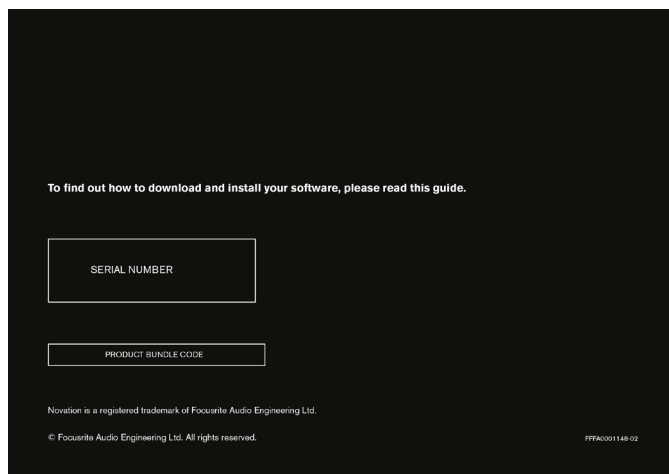 To find out how to download and install your software, please read this guide.
SERIAL NUMBER
PRODUCT BUNDLE CODE
Novation is a registered trademark of Focusrite Audio Engineering Ltd.
© Focusrite Audio Engineering Ltd. All rights reserved.
FFFA0001148-02